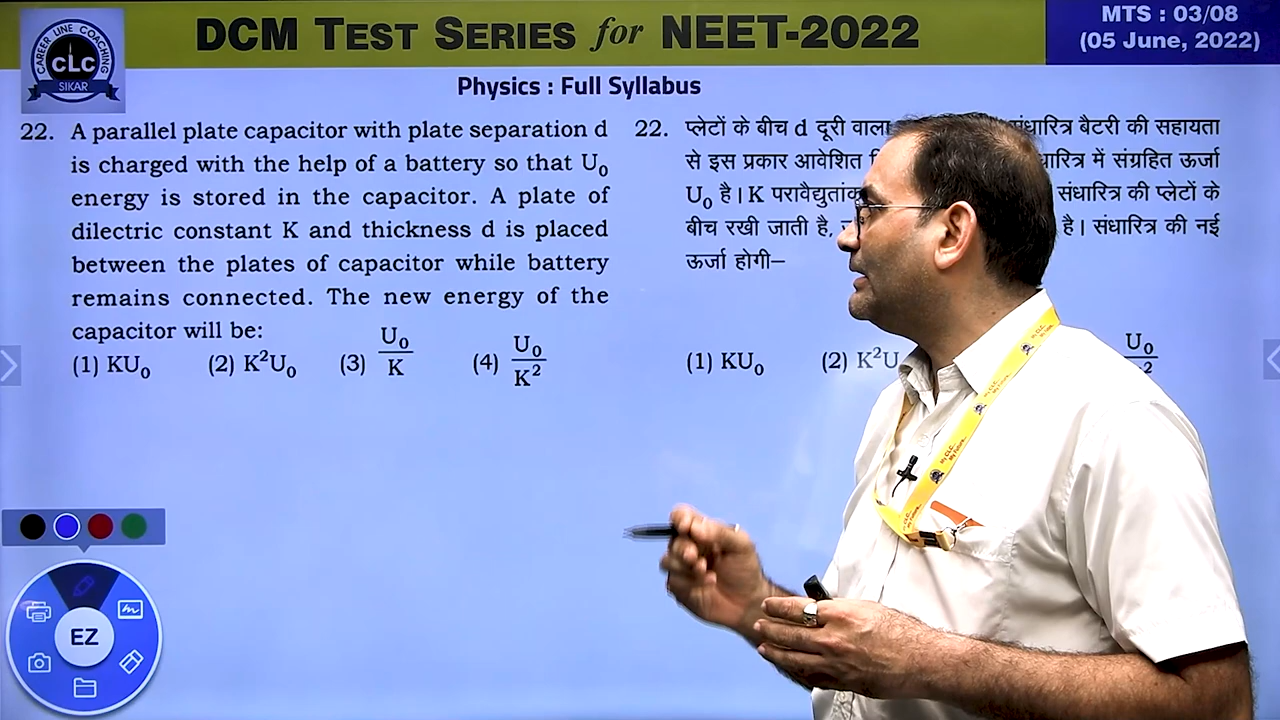 DCM TEST SERIES for NEET-2022
MTS : 03/08
(05 June, 2022)
CAREER LINE COACHING
CLC
SIKAR
Physics : Full Syllabus
22. A parallel plate capacitor with plate separation d
is charged with the help of a battery so that U₀
energy is stored in the capacitor. A plate of
dilectric constant K and thickness d is placed
between the plates of capacitor while battery
remains connected. The new energy of the
capacitor will be:
(1) KU₀ (2) K²U₀ (3) U₀/K (4) U₀/K²
22. प्लेटों के बीच d दूरी वाला संधारित्र बैटरी की सहायता
से इस प्रकार आवेशित में संग्रहित ऊर्जा
U₀ है। K संधारित्र की प्लेटों के
बीच रखी जाती है, है। संधारित्र की नई
ऊर्जा होगी–
(1) KU₀ (2) U₀
EZ